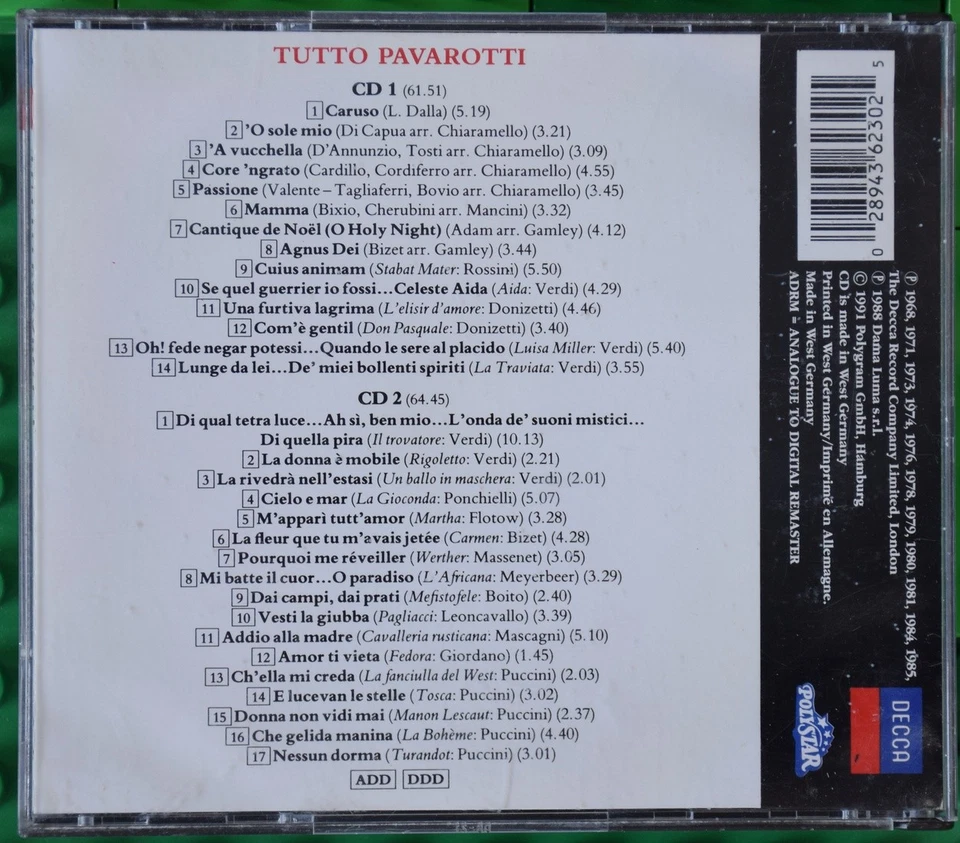 TUTTO PAVAROTTI
CD 1 (61.51)
1 Caruso (L. Dalla) (5.19)
2 'O sole mio (Di Capua arr. Chiaramello) (3.21)
3 'A vucchella (D'Annunzio, Tosti arr. Chiaramello) (3.09)
4 Core 'ngrato (Cardillo, Cordiferro arr. Chiaramello) (4.55)
5 Passione (Valente – Tagliaferri, Bovio arr. Chiaramello) (3.45)
6 Mamma (Bixio, Cherubini arr. Mancini) (3.32)
7 Cantique de Noël (O Holy Night) (Adam arr. Gamley) (4.12)
8 Agnus Dei (Bizet arr. Gamley) (3.44)
9 Cuius animam (Stabat Mater: Rossini) (5.50)
10 Se quel guerrier io fossi...Celeste Aida (Aida: Verdi) (4.29)
11 Una furtiva lagrima (L'elisir d'amore: Donizetti) (4.46)
12 Com'è gentil (Don Pasquale: Donizetti) (3.40)
13 Oh! fede negar potessi...Quando le sere al placido (Luisa Miller: Verdi) (5.40)
14 Lunge da lei...De' miei bollenti spiriti (La Traviata: Verdi) (3.55)
CD 2 (64.45)
1 Di qual tetra luce...Ah sì, ben mio...L'onda de' suoni mistici...
Di quella pira (Il trovatore: Verdi) (10.13)
2 La donna è mobile (Rigoletto: Verdi) (2.21)
3 La rivedrà nell'estasi (Un ballo in maschera: Verdi) (2.01)
4 Cielo e mar (La Gioconda: Ponchielli) (5.07)
5 M'apparì tutt'amor (Martha: Flotow) (3.28)
6 La fleur que tu m'avais jetée (Carmen: Bizet) (4.28)
7 Pourquoi me réveiller (Werther: Massenet) (3.05)
8 Mi batte il cuor...O paradiso (L'Africana: Meyerbeer) (3.29)
9 Dai campi, dai prati (Mefistofele: Boito) (2.40)
10 Vesti la giubba (Pagliacci: Leoncavallo) (3.39)
11 Addio alla madre (Cavalleria rusticana: Mascagni) (5.10)
12 Amor ti vieta (Fedora: Giordano) (1.45)
13 Ch'ella mi creda (La fanciulla del West: Puccini) (2.03)
14 E lucevan le stelle (Tosca: Puccini) (3.02)
15 Donna non vidi mai (Manon Lescaut: Puccini) (2.37)
16 Che gelida manina (La Bohème: Puccini) (4.40)
17 Nessun dorma (Turandot: Puccini) (3.01)
ADD DDD
0 28943 62302 5
℗ 1968, 1971, 1973, 1974, 1976, 1978, 1979, 1980, 1981, 1984, 1985,
The Decca Record Company Limited, London
℗ 1988 Dama Luma s.r.l.
© 1991 Polygram GmbH, Hamburg
CD is made in West Germany
Printed in West Germany/Imprimé en Allemagne.
Made in West Germany
ADRM = ANALOGUE TO DIGITAL REMASTER
DECCA
POLYSTAR